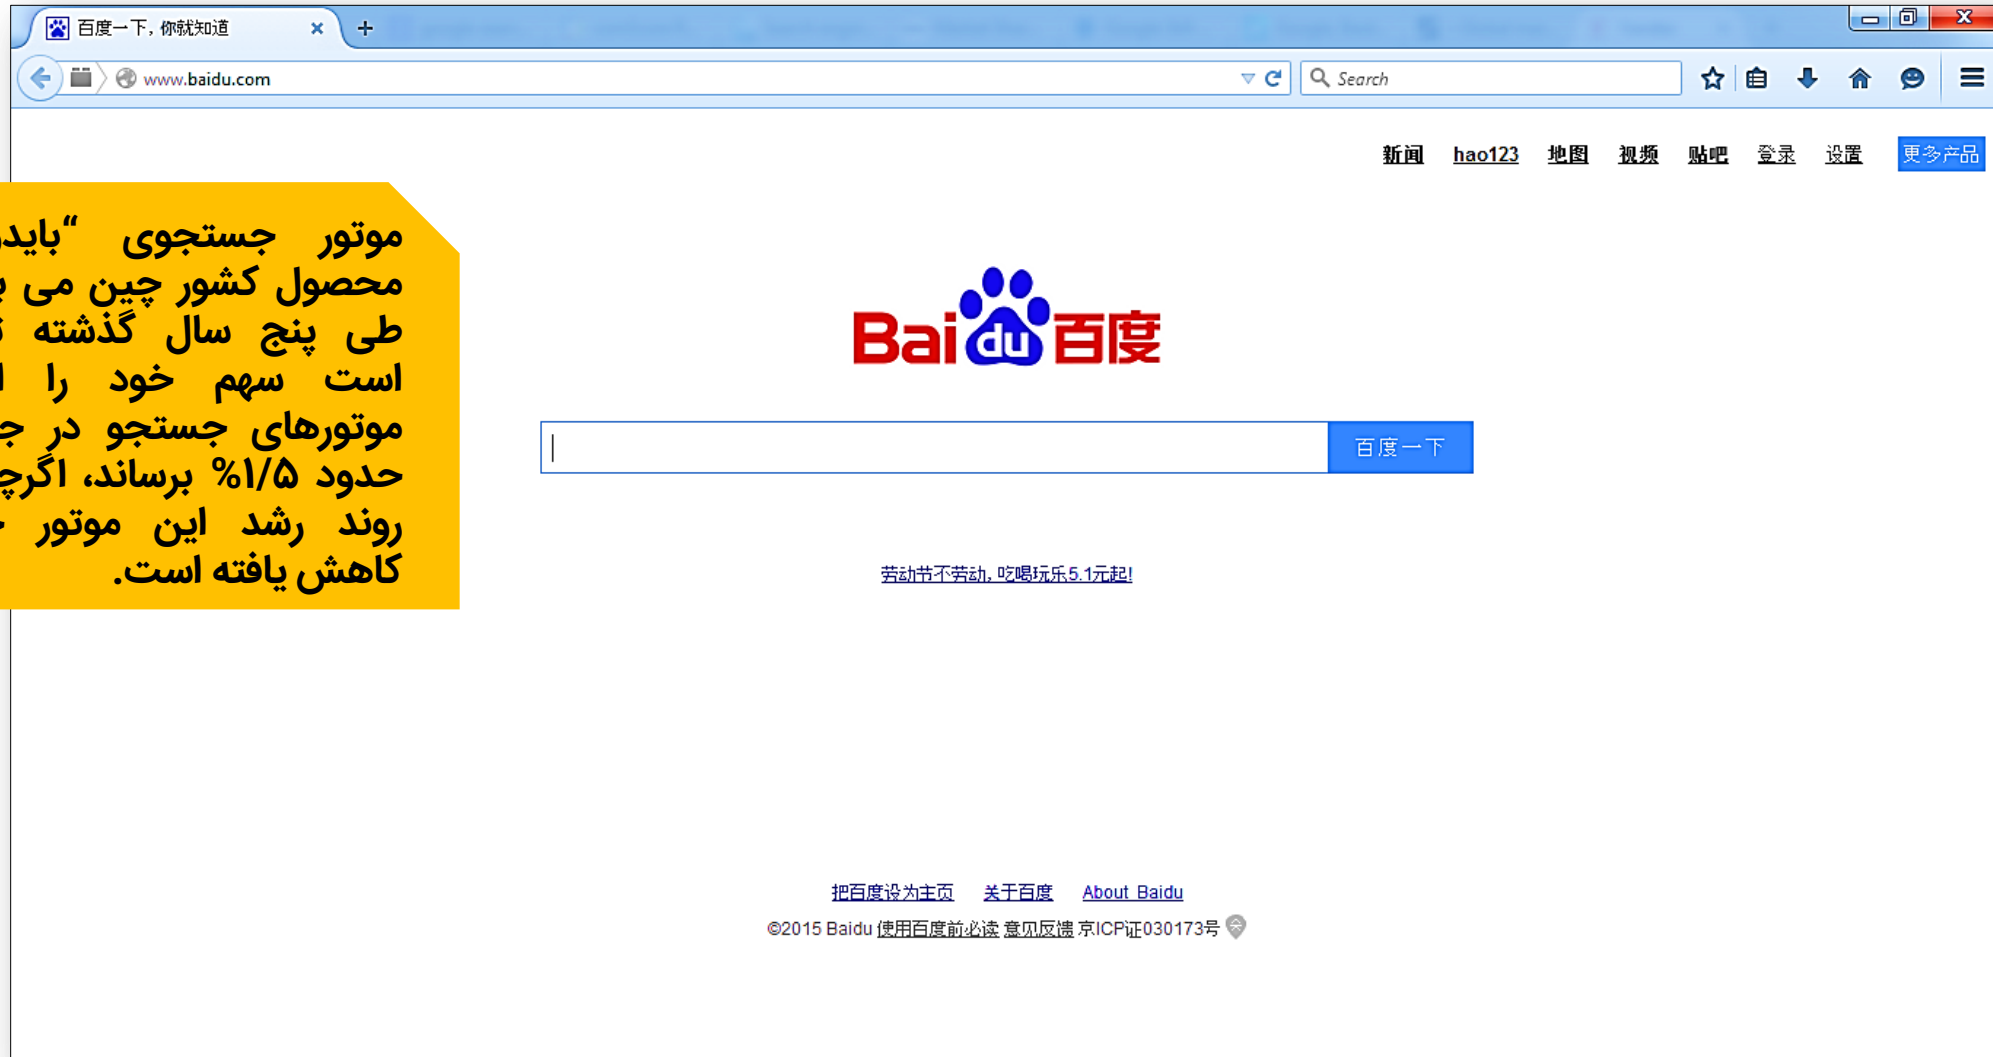 百度一下，你就知道
www.baidu.com
Search
新闻 hao123 地图 视频 贴吧 登录 设置 更多产品
موتور جستجوی “
محصول کشور چین می
طی پنج سال گذشته
است سهم خود را
موتورهای جستجو در
حدود ۱/۵% برساند،
روند رشد این موتور
کاهش یافته است.
Bai du 百度
百度一下
劳动节不劳动，吃喝玩乐5.1元起!
把百度设为主页 关于百度 About Baidu
©2015 Baidu 使用百度前必读 意见反馈 京ICP证030173号